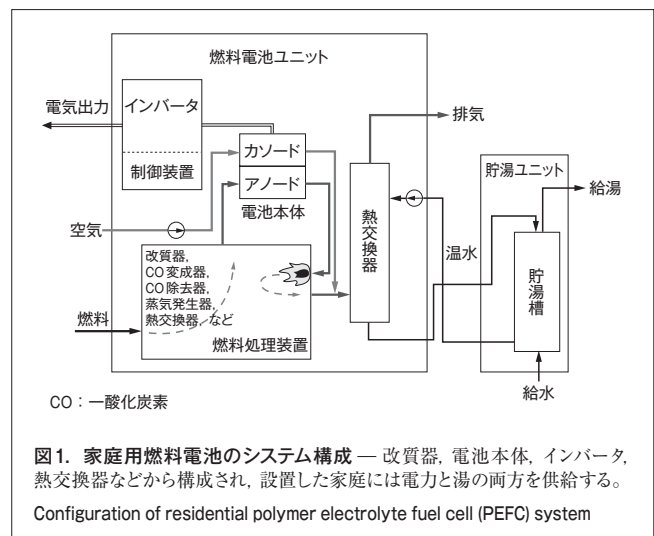 燃料電池ユニット
電気出力
インバータ
制御装置
カソード
アノード
電池本体
空気
改質器,
CO 変成器,
CO 除去器,
蒸気発生器,
熱交換器, など
燃料処理装置
燃料
熱交換器
排気
温水
貯湯ユニット
給湯
貯湯槽
給水
CO：一酸化炭素
図1. 家庭用燃料電池のシステム構成 ― 改質器, 電池本体, インバータ,
熱交換器などから構成され, 設置した家庭には電力と湯の両方を供給する。
Configuration of residential polymer electrolyte fuel cell (PEFC) system